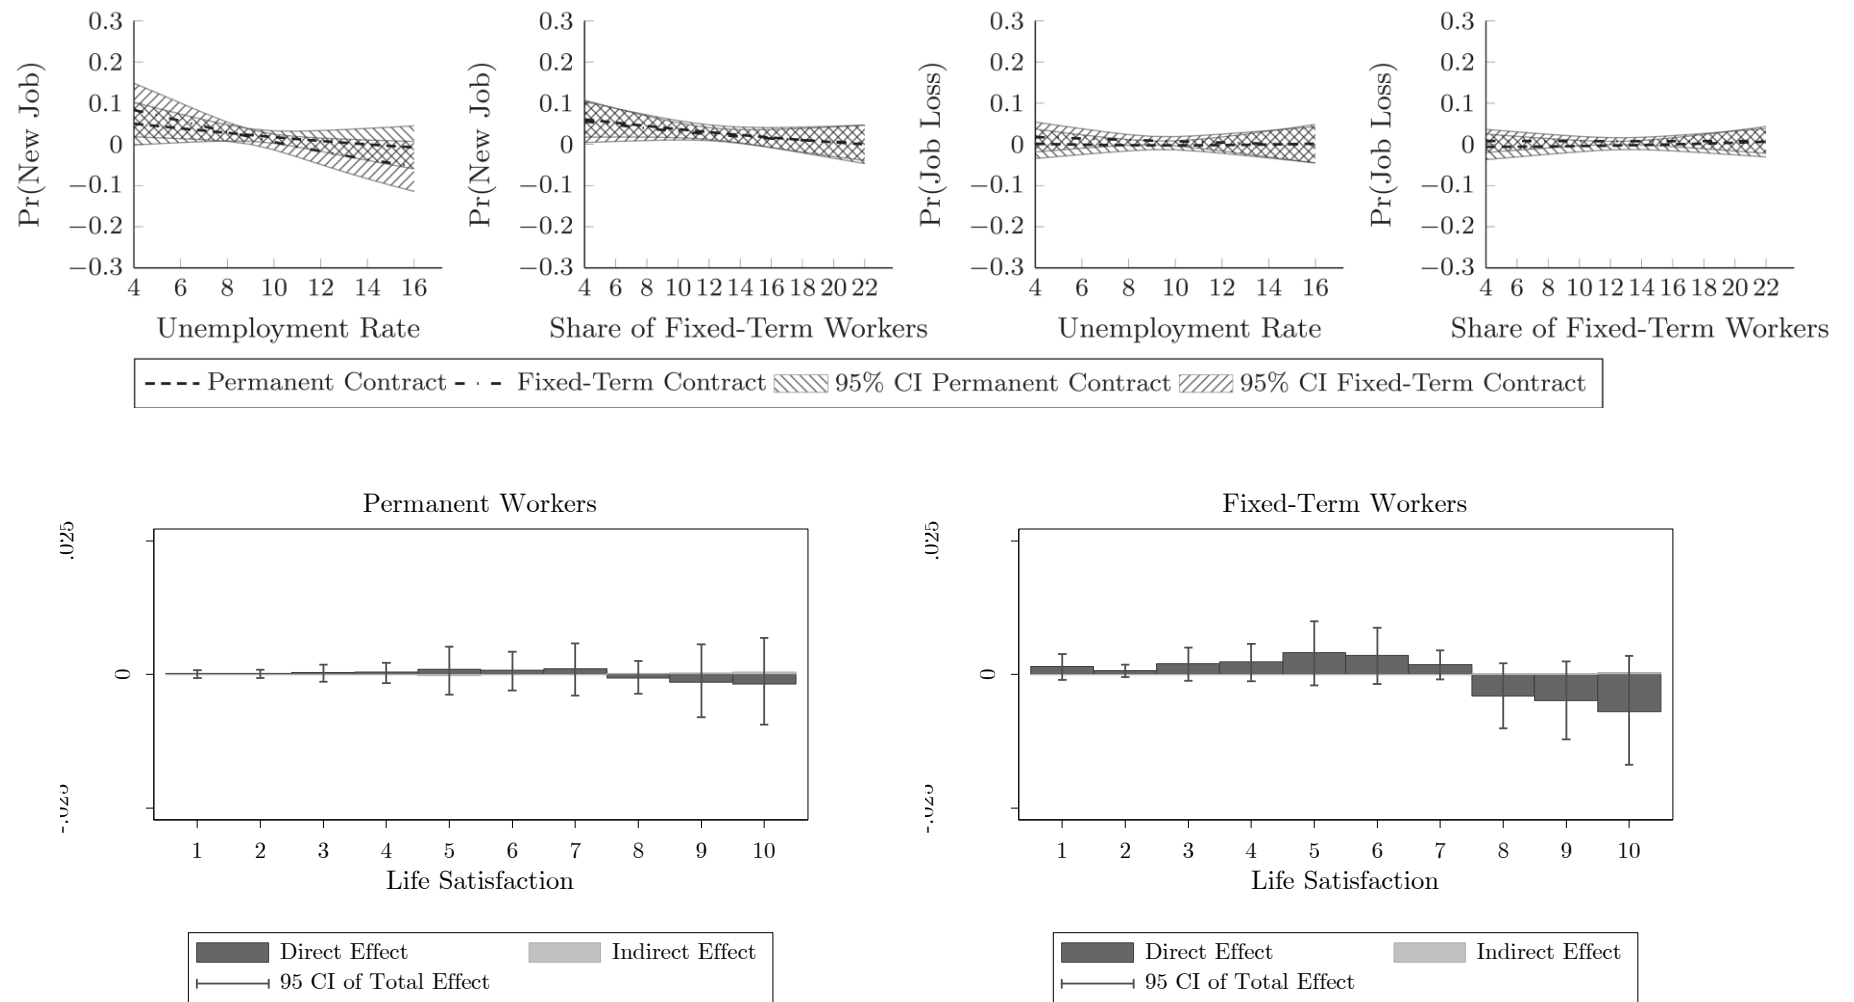 0.3
0.2
0.1
0
−0.1
−0.2
−0.3
Pr(New Job)
4 6 8 10 12 14 16
Unemployment Rate
0.3
0.2
0.1
0
−0.1
−0.2
−0.3
Pr(New Job)
4 6 8 10 12 14 16 18 20 22
Share of Fixed-Term Workers
0.3
0.2
0.1
0
−0.1
−0.2
−0.3
Pr(Job Loss)
4 6 8 10 12 14 16
Unemployment Rate
0.3
0.2
0.1
0
−0.1
−0.2
−0.3
Pr(Job Loss)
4 6 8 10 12 14 16 18 20 22
Share of Fixed-Term Workers
Permanent Contract Fixed-Term Contract 95% CI Permanent Contract 95% CI Fixed-Term Contract
Permanent Workers
.025
0
-.025
1 2 3 4 5 6 7 8 9 10
Life Satisfaction
Direct Effect Indirect Effect
95 CI of Total Effect
Fixed-Term Workers
.025
0
-.025
1 2 3 4 5 6 7 8 9 10
Life Satisfaction
Direct Effect Indirect Effect
95 CI of Total Effect